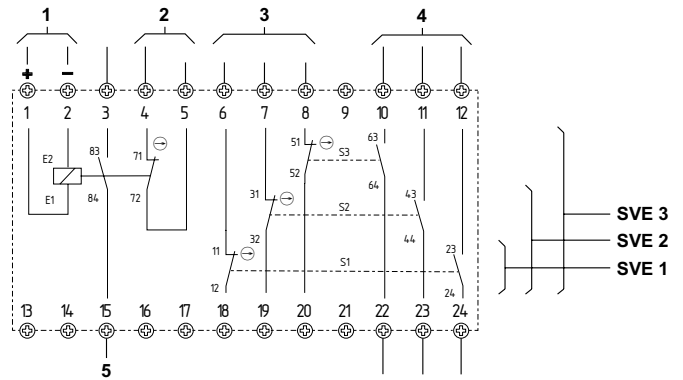 1 2 3 4
+ −
1 2 3 4 5 6 7 8 9 10 11 12
51 63
83 71 S3
E2 52 64
E1 84 72 31 43
S2
32 44
11 23
S1
12 24
SVE 3
SVE 2
SVE 1
13 14 15 16 17 18 19 20 21 22 23 24
5